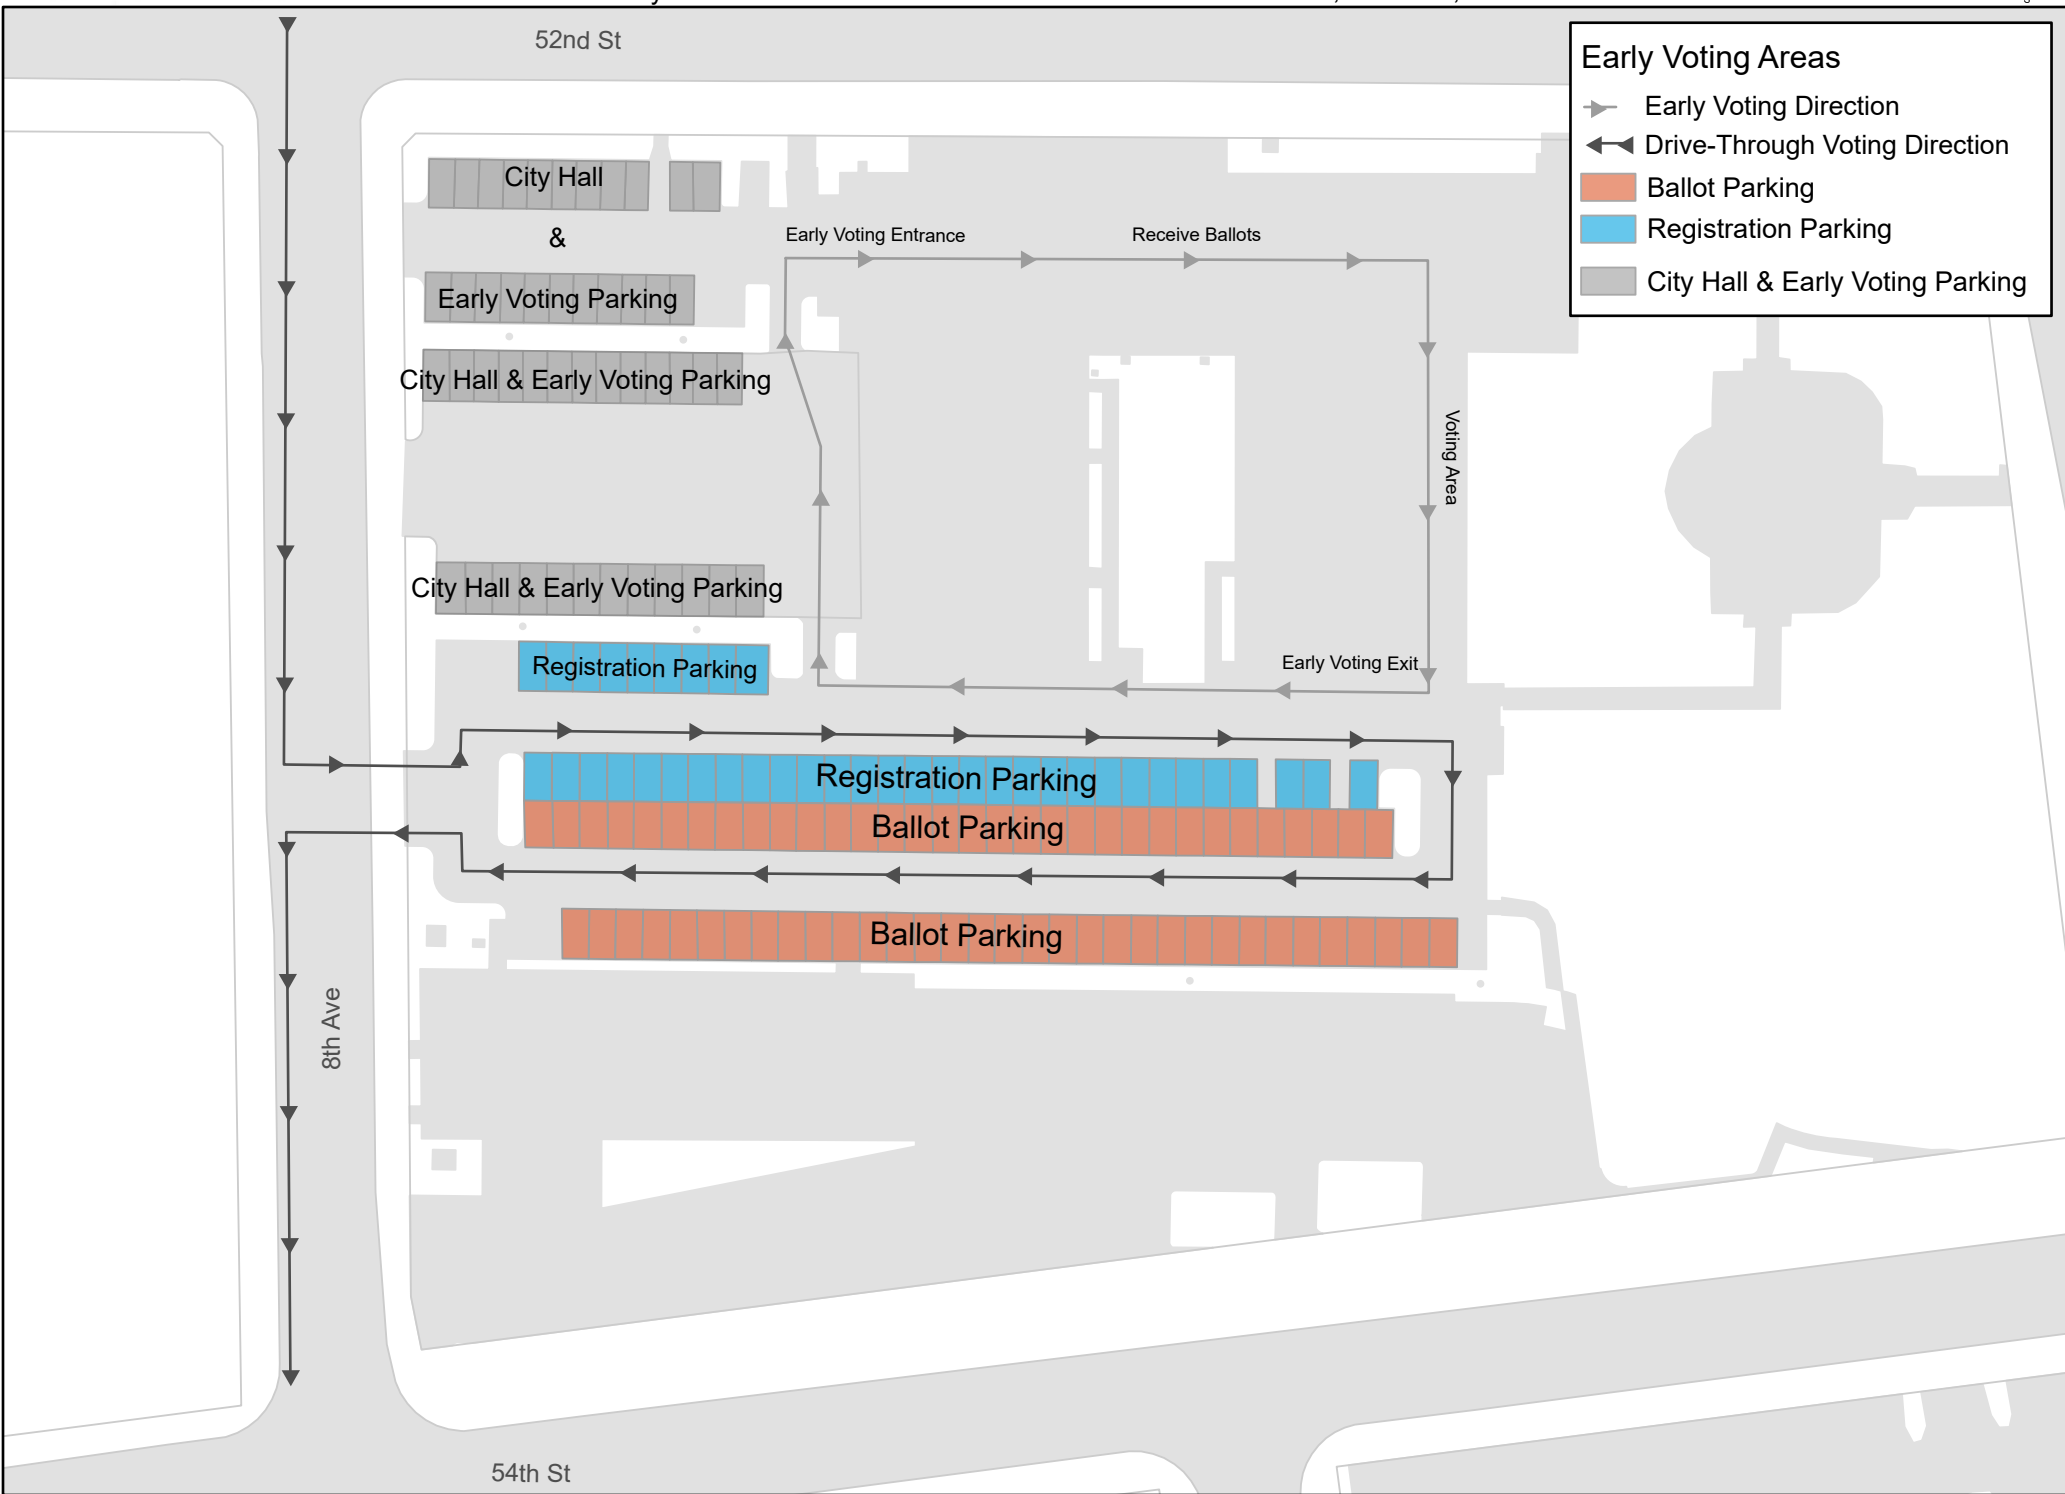 52nd St
Early Voting Areas
Early Voting Direction
Drive-Through Voting Direction
Ballot Parking
Registration Parking
City Hall & Early Voting Parking
City Hall
&
Early Voting Parking
City Hall & Early Voting Parking
Early Voting Entrance
Receive Ballots
Voting Area
City Hall & Early Voting Parking
Registration Parking
Early Voting Exit
Registration Parking
Ballot Parking
Ballot Parking
8th Ave
54th St